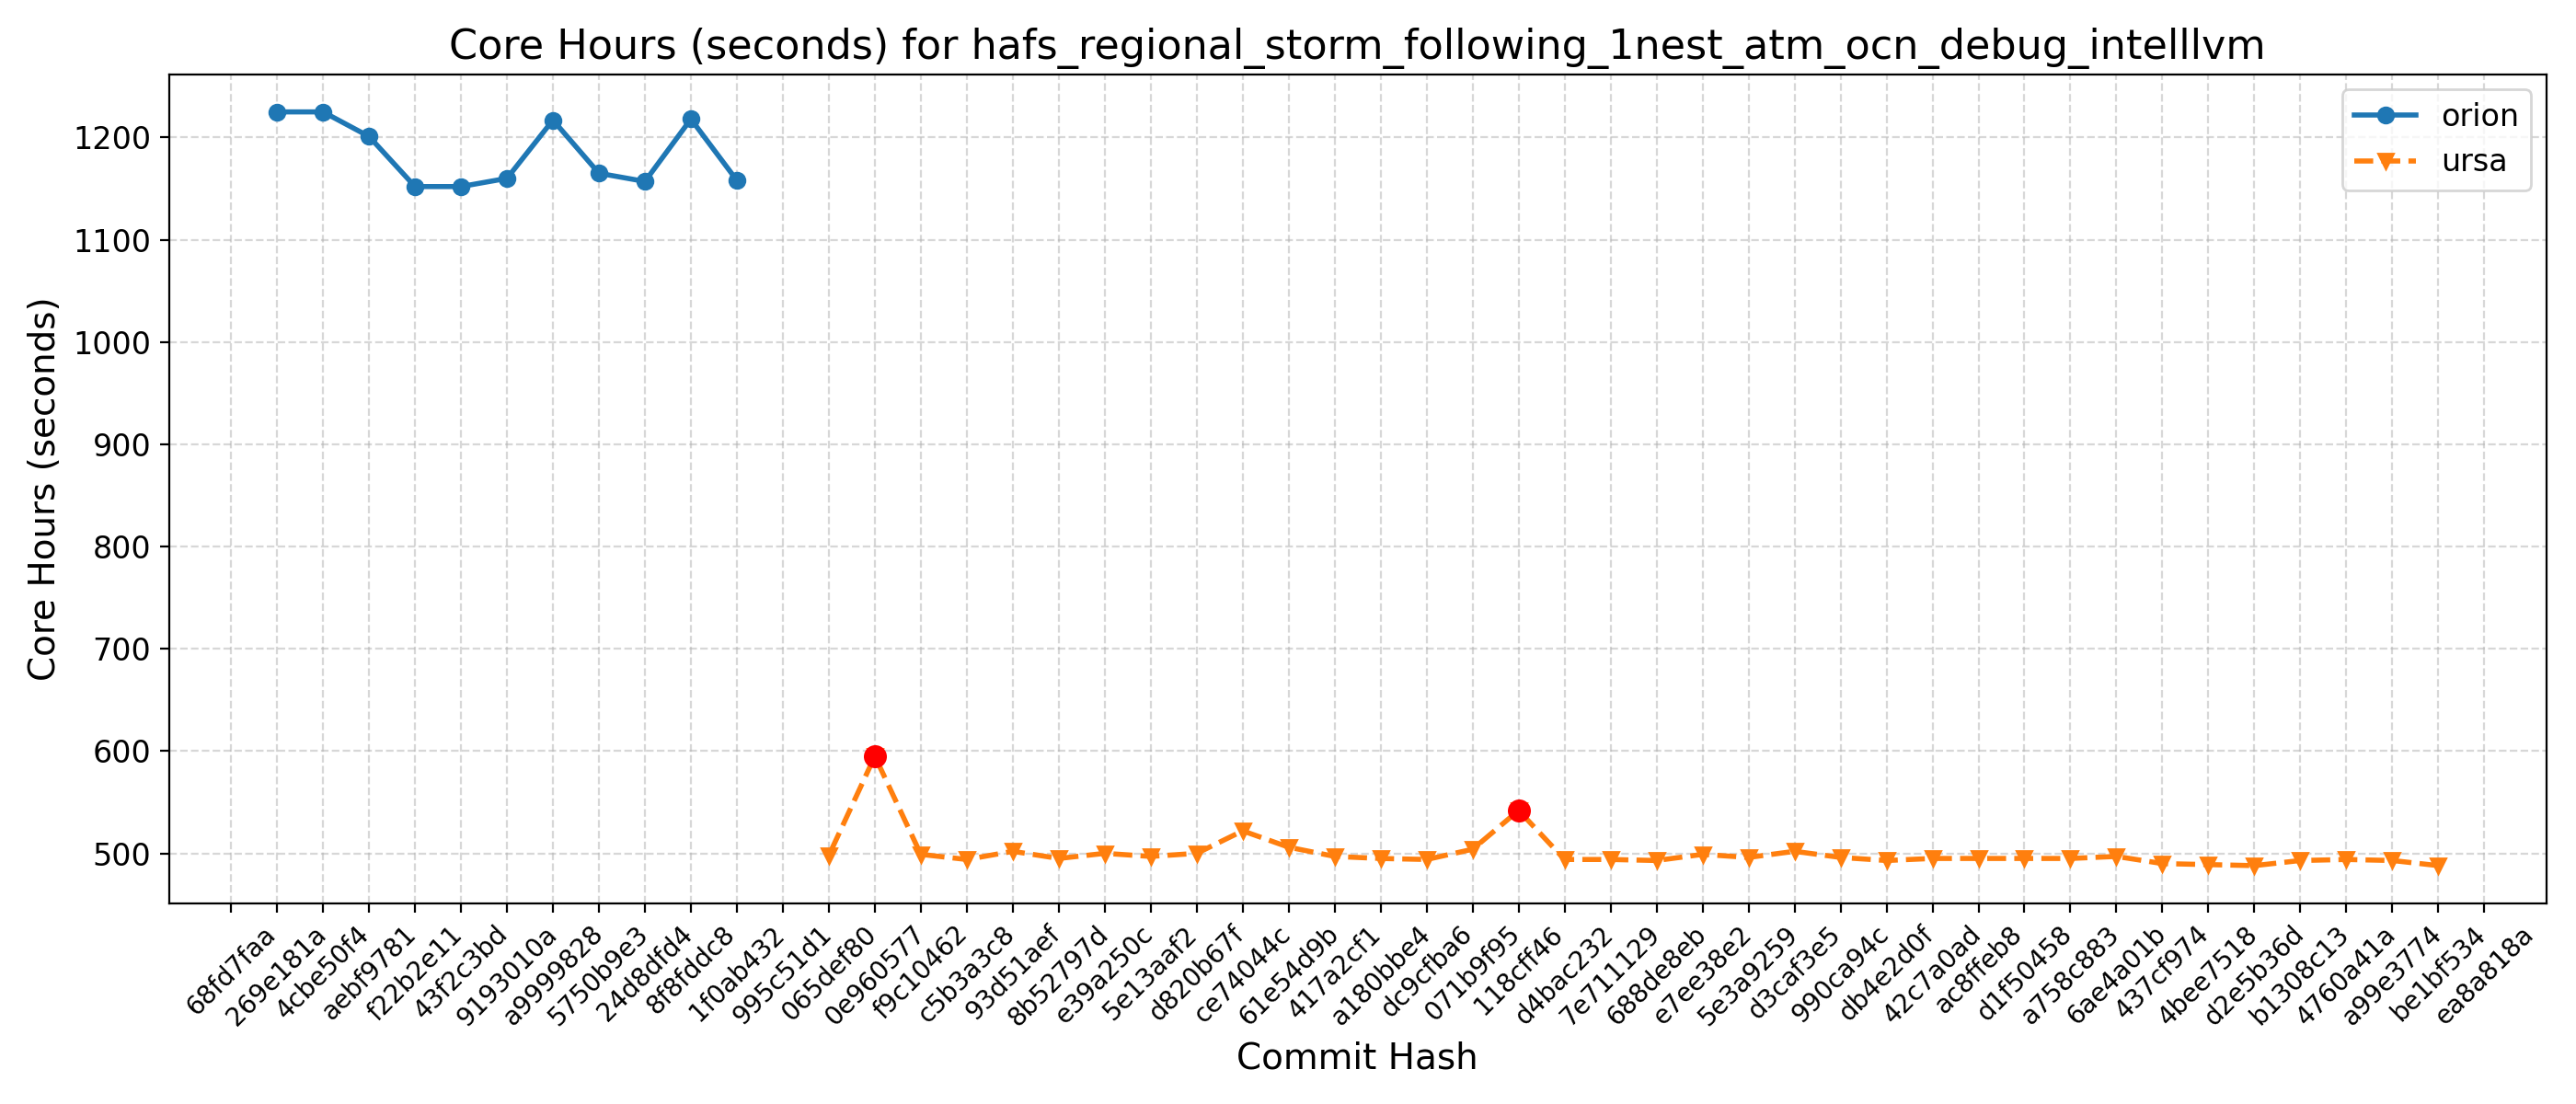 Core Hours (seconds) for hafs_regional_storm_following_1nest_atm_ocn_debug_intelllvm
orion
ursa
Core Hours (seconds)
1200
1100
1000
900
800
700
600
500
68fd7faa
269e181a
4cbe50f4
aebf9781
f22b2e11
43f2c3bd
9193010a
a9999828
5750b9e3
24d8dfd4
8f8fddc8
1f0ab432
995c51d1
065def80
0e960577
f9c10462
c5b3a3c8
93d51aef
8b52797d
e39a250c
5e13aaf2
d820b67f
ce74044c
61e54d9b
417a2cf1
a180bbe4
dc9cfba6
071b9f95
118cff46
d4bac232
7e711129
688de8eb
e7ee38e2
5e3a9259
d3caf3e5
990ca94c
db4e2d0f
42c7a0ad
ac8ffeb8
d1f50458
a758c883
6ae4a01b
437cf974
4bee7518
d2e5b36d
b1308c13
4760a41a
a99e3774
be1bf534
ea8a818a
Commit Hash